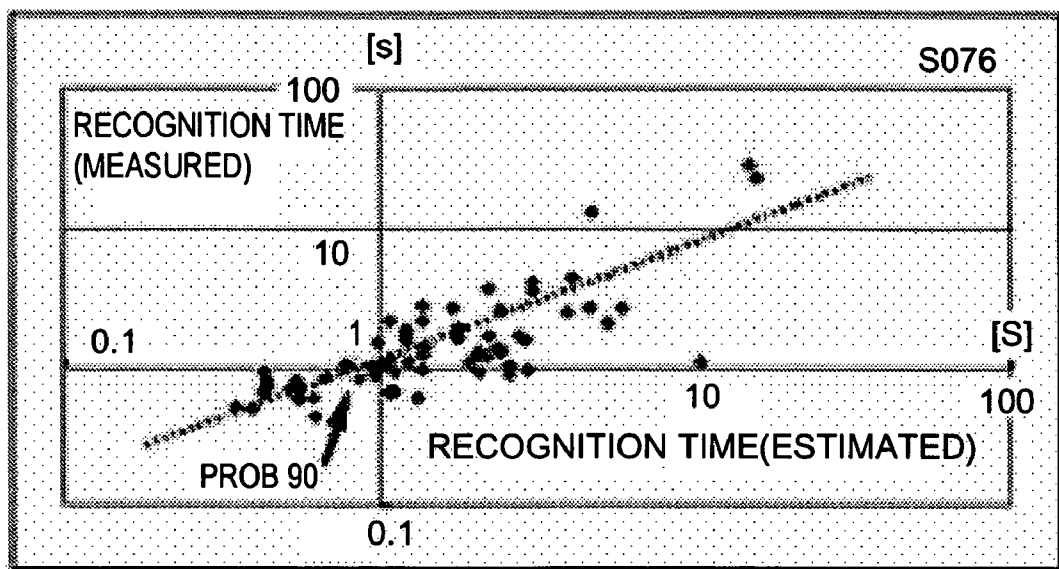 [s]
S076
100
RECOGNITION TIME
(MEASURED)
10
0.1
1
[S]
10
100
RECOGNITION TIME(ESTIMATED)
PROB 90
0.1